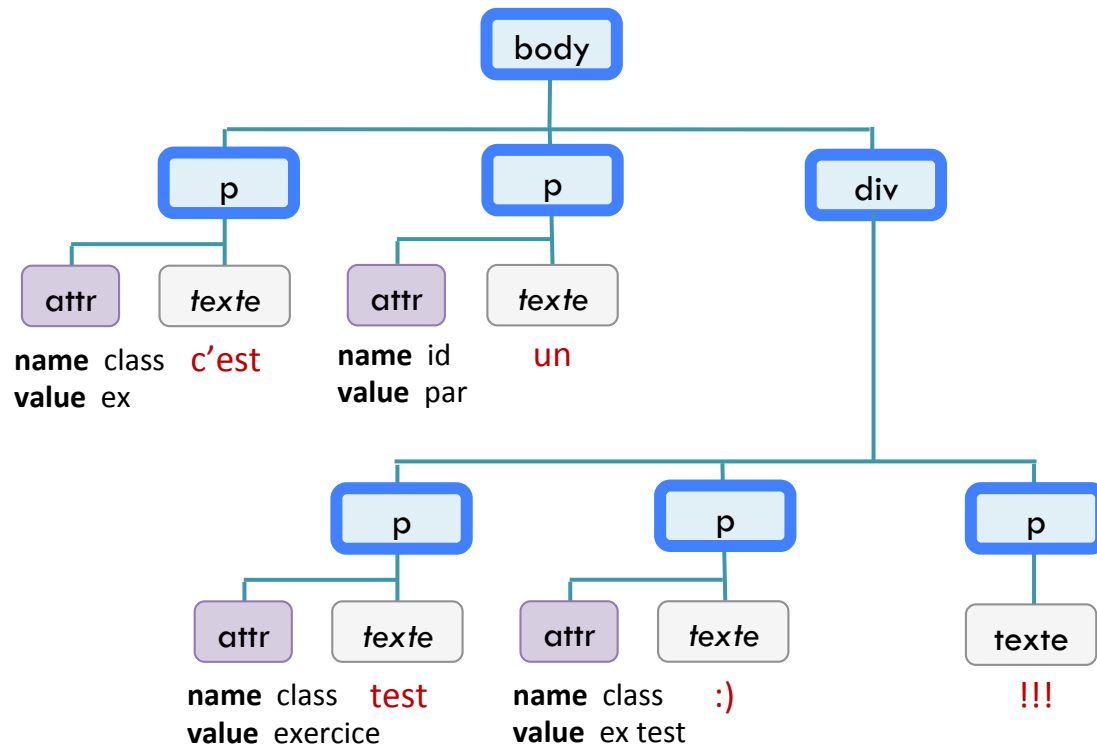 body
p
p
div
attr
texte
attr
texte
name class
c’est
name id
un
value ex
value par
p
p
p
attr
texte
attr
texte
texte
name class
test
name class
:)
!!!
value exercice
value ex test